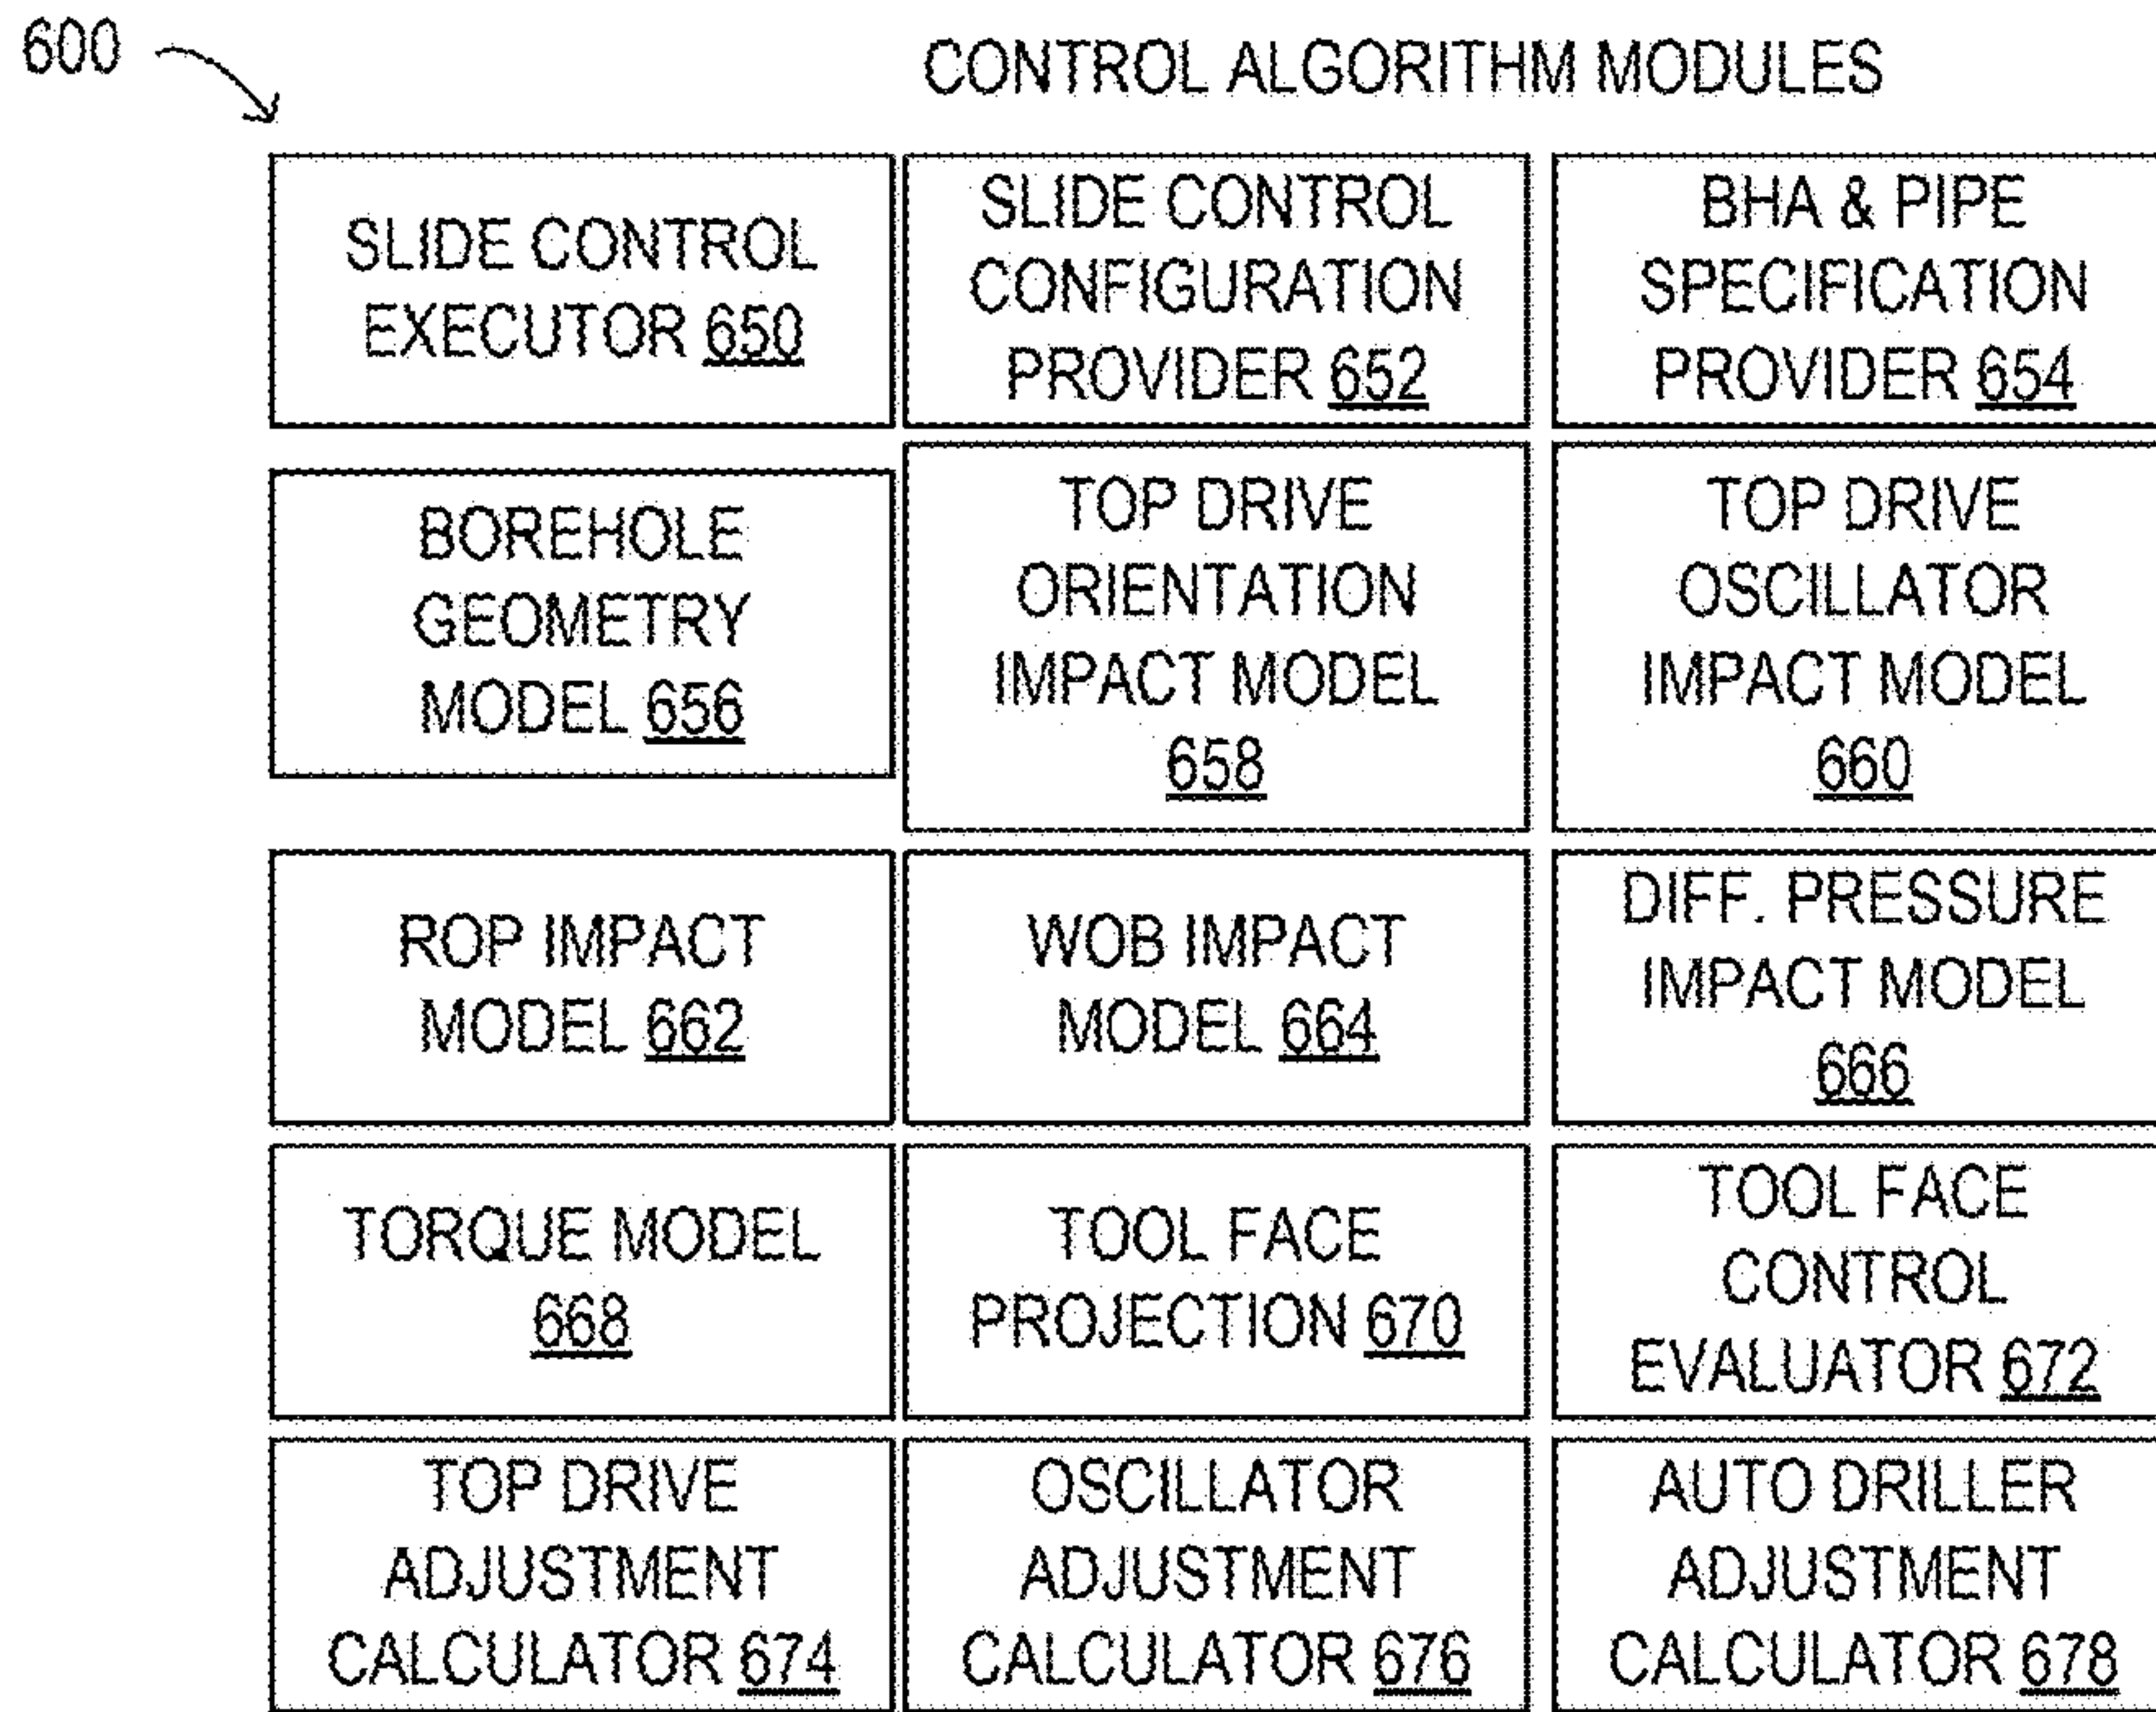 600
CONTROL ALGORITHM MODULES
SLIDE CONTROL
EXECUTOR 650
SLIDE CONTROL
CONFIGURATION
PROVIDER 652
BHA & PIPE
SPECIFICATION
PROVIDER 654
BOREHOLE
GEOMETRY
MODEL 656
TOP DRIVE
ORIENTATION
IMPACT MODEL
658
TOP DRIVE
OSCILLATOR
IMPACT MODEL
660
ROP IMPACT
MODEL 662
WOB IMPACT
MODEL 664
DIFF. PRESSURE
IMPACT MODEL
666
TORQUE MODEL
668
TOOL FACE
PROJECTION 670
TOOL FACE
CONTROL
EVALUATOR 672
TOP DRIVE
ADJUSTMENT
CALCULATOR 674
OSCILLATOR
ADJUSTMENT
CALCULATOR 676
AUTO DRILLER
ADJUSTMENT
CALCULATOR 678